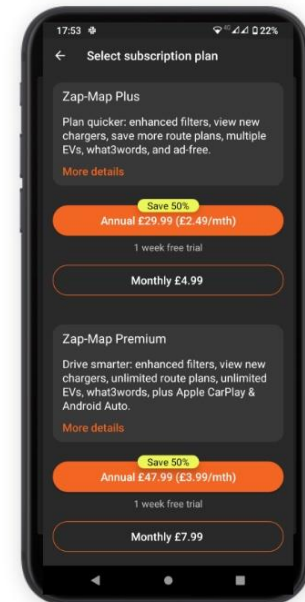 17:53
4G
22%
Select subscription plan
Zap-Map Plus
Plan quicker: enhanced filters, view new
chargers, save more route plans, multiple
EVs, what3words, and ad-free.
More details
Save 50%
Annual £29.99 (£2.49/mth)
1 week free trial
Monthly £4.99
Zap-Map Premium
Drive smarter: enhanced filters, view new
chargers, unlimited route plans, unlimited
EVs, what3words, plus Apple CarPlay &
Android Auto.
More details
Save 50%
Annual £47.99 (£3.99/mth)
1 week free trial
Monthly £7.99